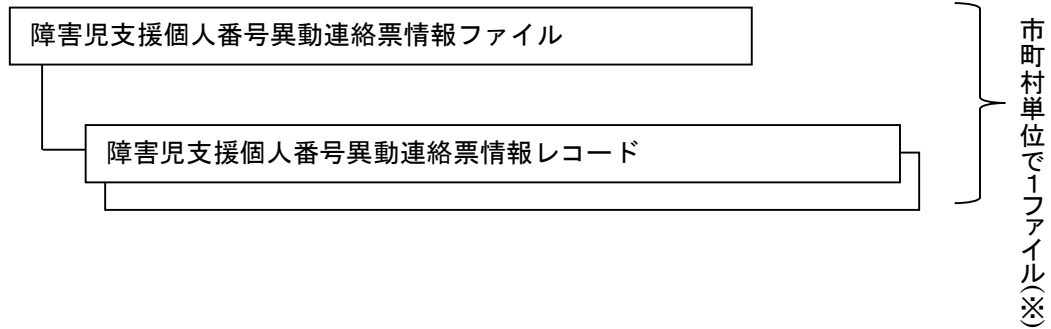 障害児支援個人番号異動連絡票情報ファイル
障害児支援個人番号異動連絡票情報レコード
市町村単位で1ファイル(※)